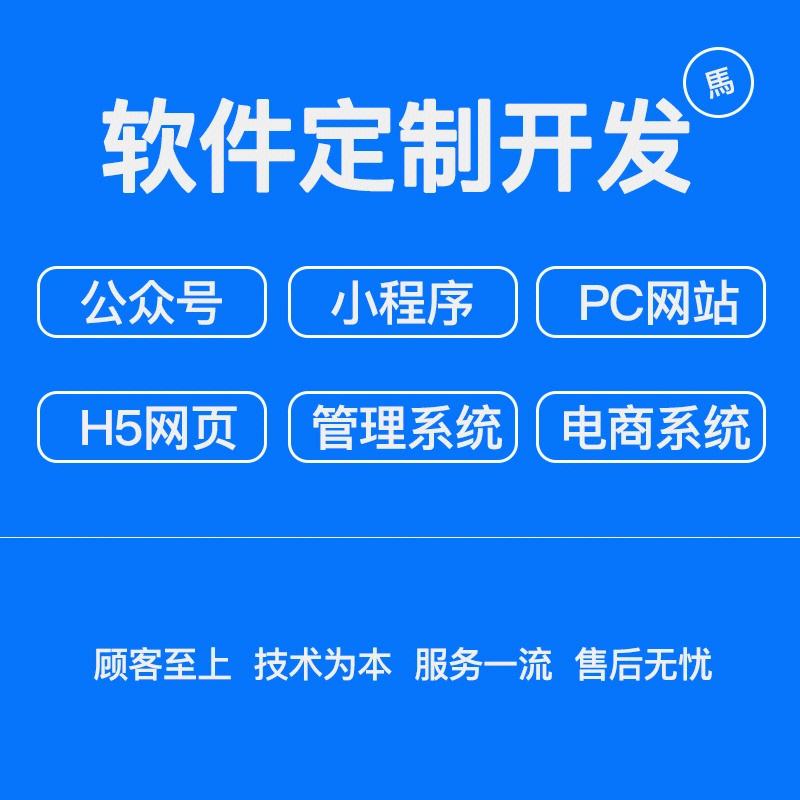 馬
软件定制开发
公众号 小程序 PC网站
H5网页 管理系统 电商系统
顾客至上 技术为本 服务一流 售后无忧